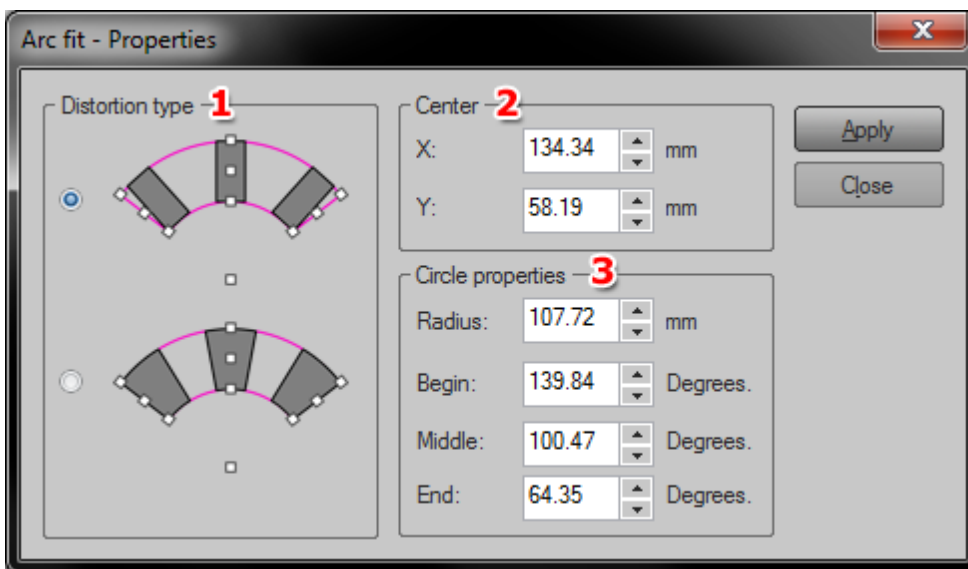 Arc fit - Properties
Distortion type 1
Center 2
X: 134.34 mm
Y: 58.19 mm
Apply
Close
Circle properties 3
Radius: 107.72 mm
Begin: 139.84 Degrees.
Middle: 100.47 Degrees.
End: 64.35 Degrees.